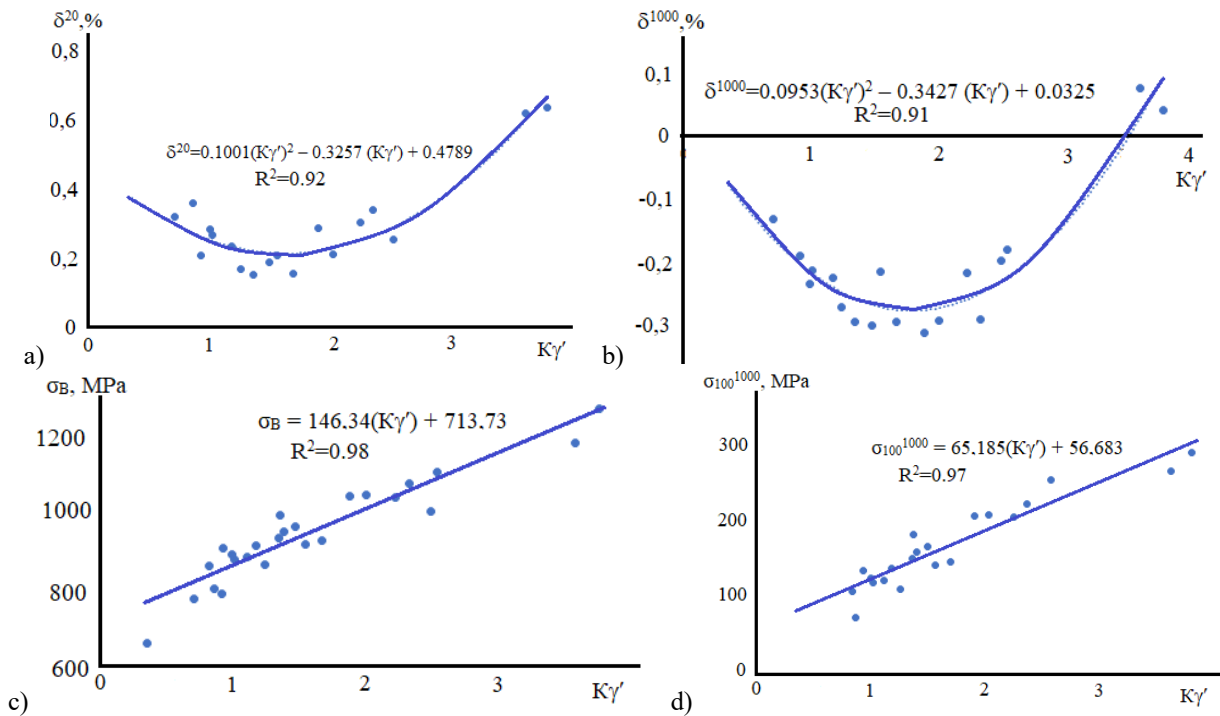 δ²⁰,%
0,8
0,6
δ²⁰=0.1001(Kγ′)² – 0.3257 (Kγ′) + 0.4789
R²=0.92
0,4
0,2
0
0 1 2 3 Kγ′
a)
δ¹⁰⁰⁰,%
0,1
δ¹⁰⁰⁰=0.0953(Kγ′)² – 0.3427 (Kγ′) + 0.0325
R²=0.91
0
0 1 2 3 4
Kγ′
-0,1
-0,2
-0,3
b)
σB, MPa
1200
σB = 146.34(Kγ′) + 713.73
R²=0.98
1000
800
600
0 1 2 3 Kγ′
c)
σ₁₀₀¹⁰⁰⁰, MPa
300
σ₁₀₀¹⁰⁰⁰ = 65.185(Kγ′) + 56.683
R²=0.97
200
100
0
0 1 2 3 Kγ′
d)